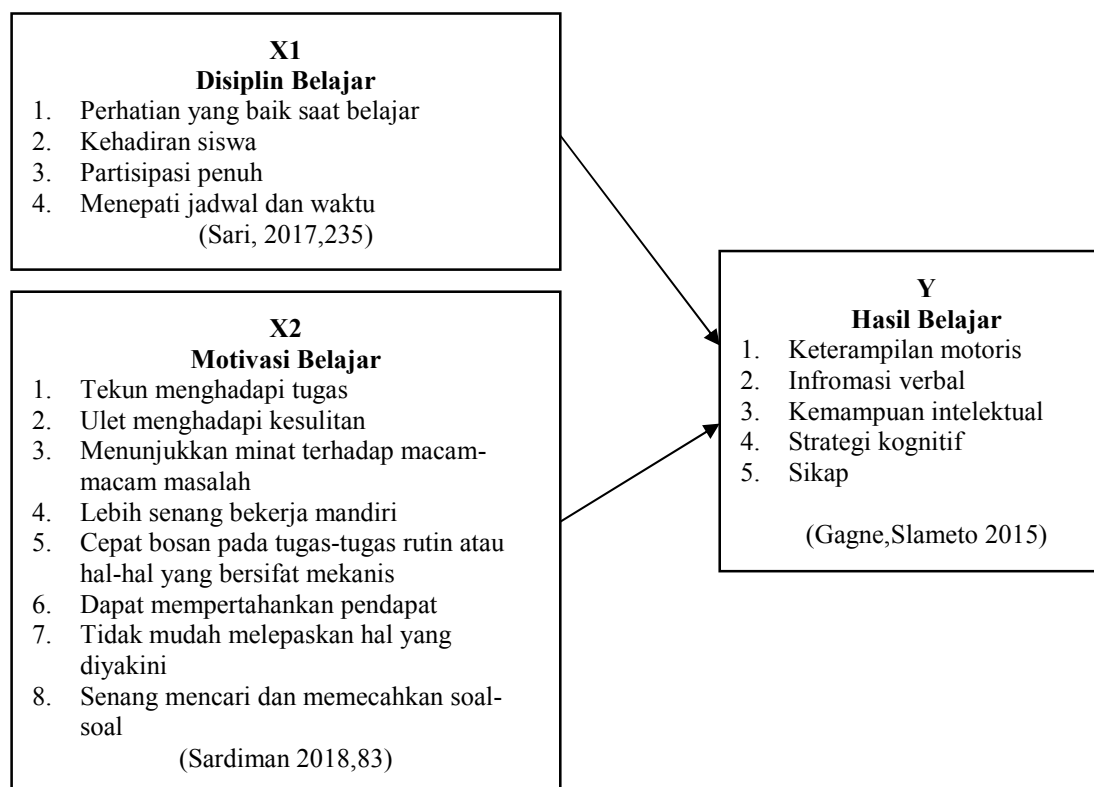 X1
Disiplin Belajar
1. Perhatian yang baik saat belajar
2. Kehadiran siswa
3. Partisipasi penuh
4. Menepati jadwal dan waktu
(Sari, 2017,235)
X2
Motivasi Belajar
1. Tekun menghadapi tugas
2. Ulet menghadapi kesulitan
3. Menunjukkan minat terhadap macam-
macam masalah
4. Lebih senang bekerja mandiri
5. Cepat bosan pada tugas-tugas rutin atau
hal-hal yang bersifat mekanis
6. Dapat mempertahankan pendapat
7. Tidak mudah melepaskan hal yang
diyakini
8. Senang mencari dan memecahkan soal-
soal
(Sardiman 2018,83)
Y
Hasil Belajar
1. Keterampilan motoris
2. Infromasi verbal
3. Kemampuan intelektual
4. Strategi kognitif
5. Sikap
(Gagne,Slameto 2015)